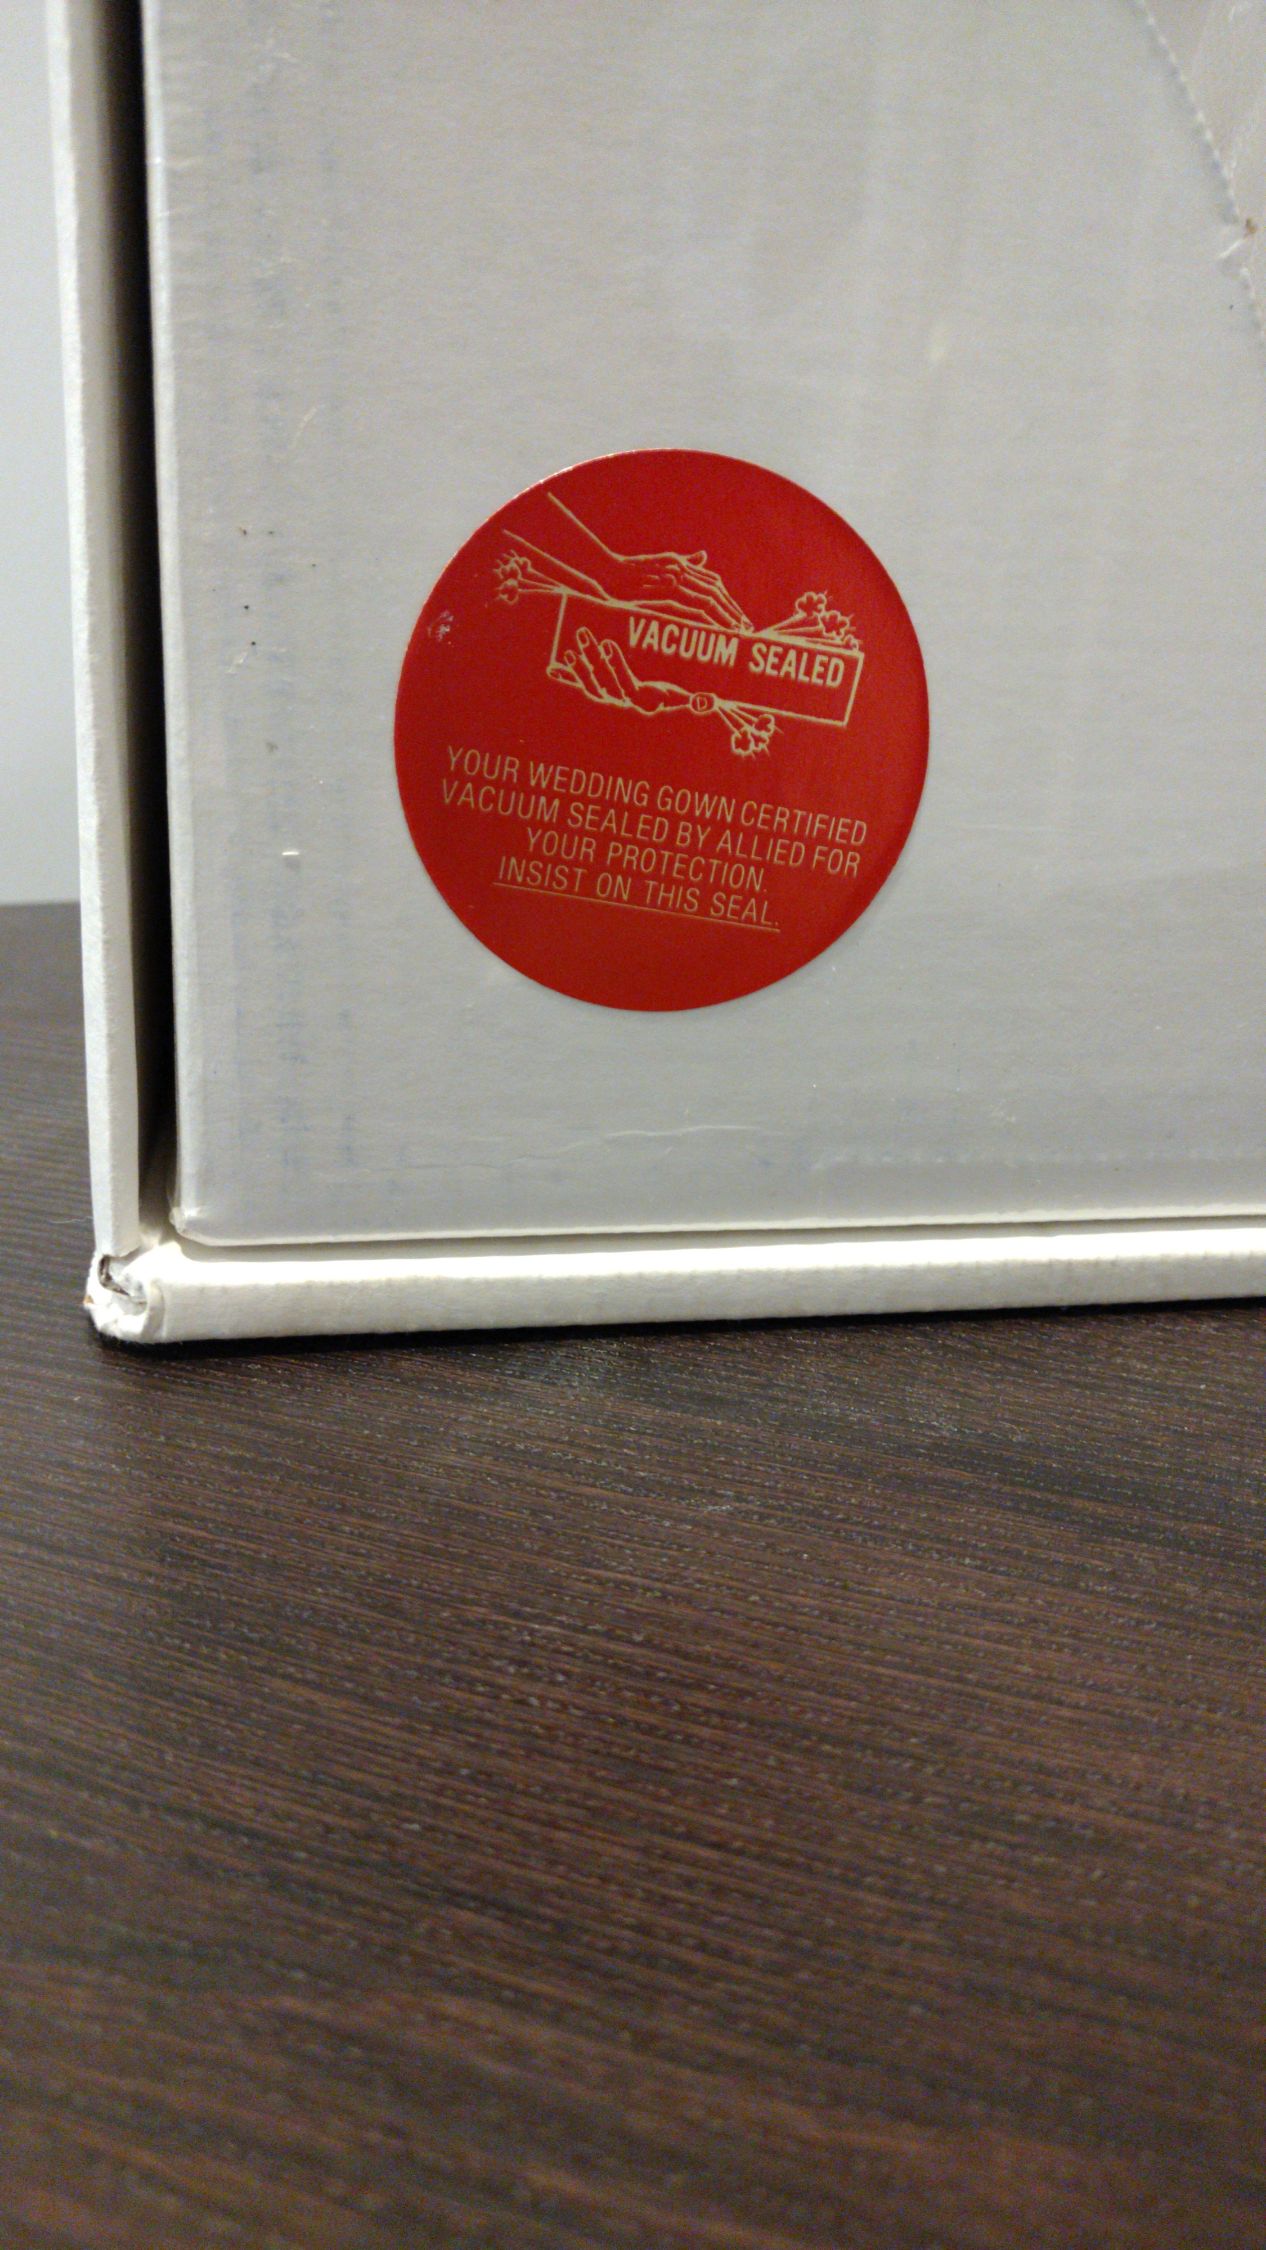 VACUUM SEALED
YOUR WEDDING GOWN CERTIFIED
VACUUM SEALED BY ALLIED FOR
YOUR PROTECTION.
INSIST ON THIS SEAL.